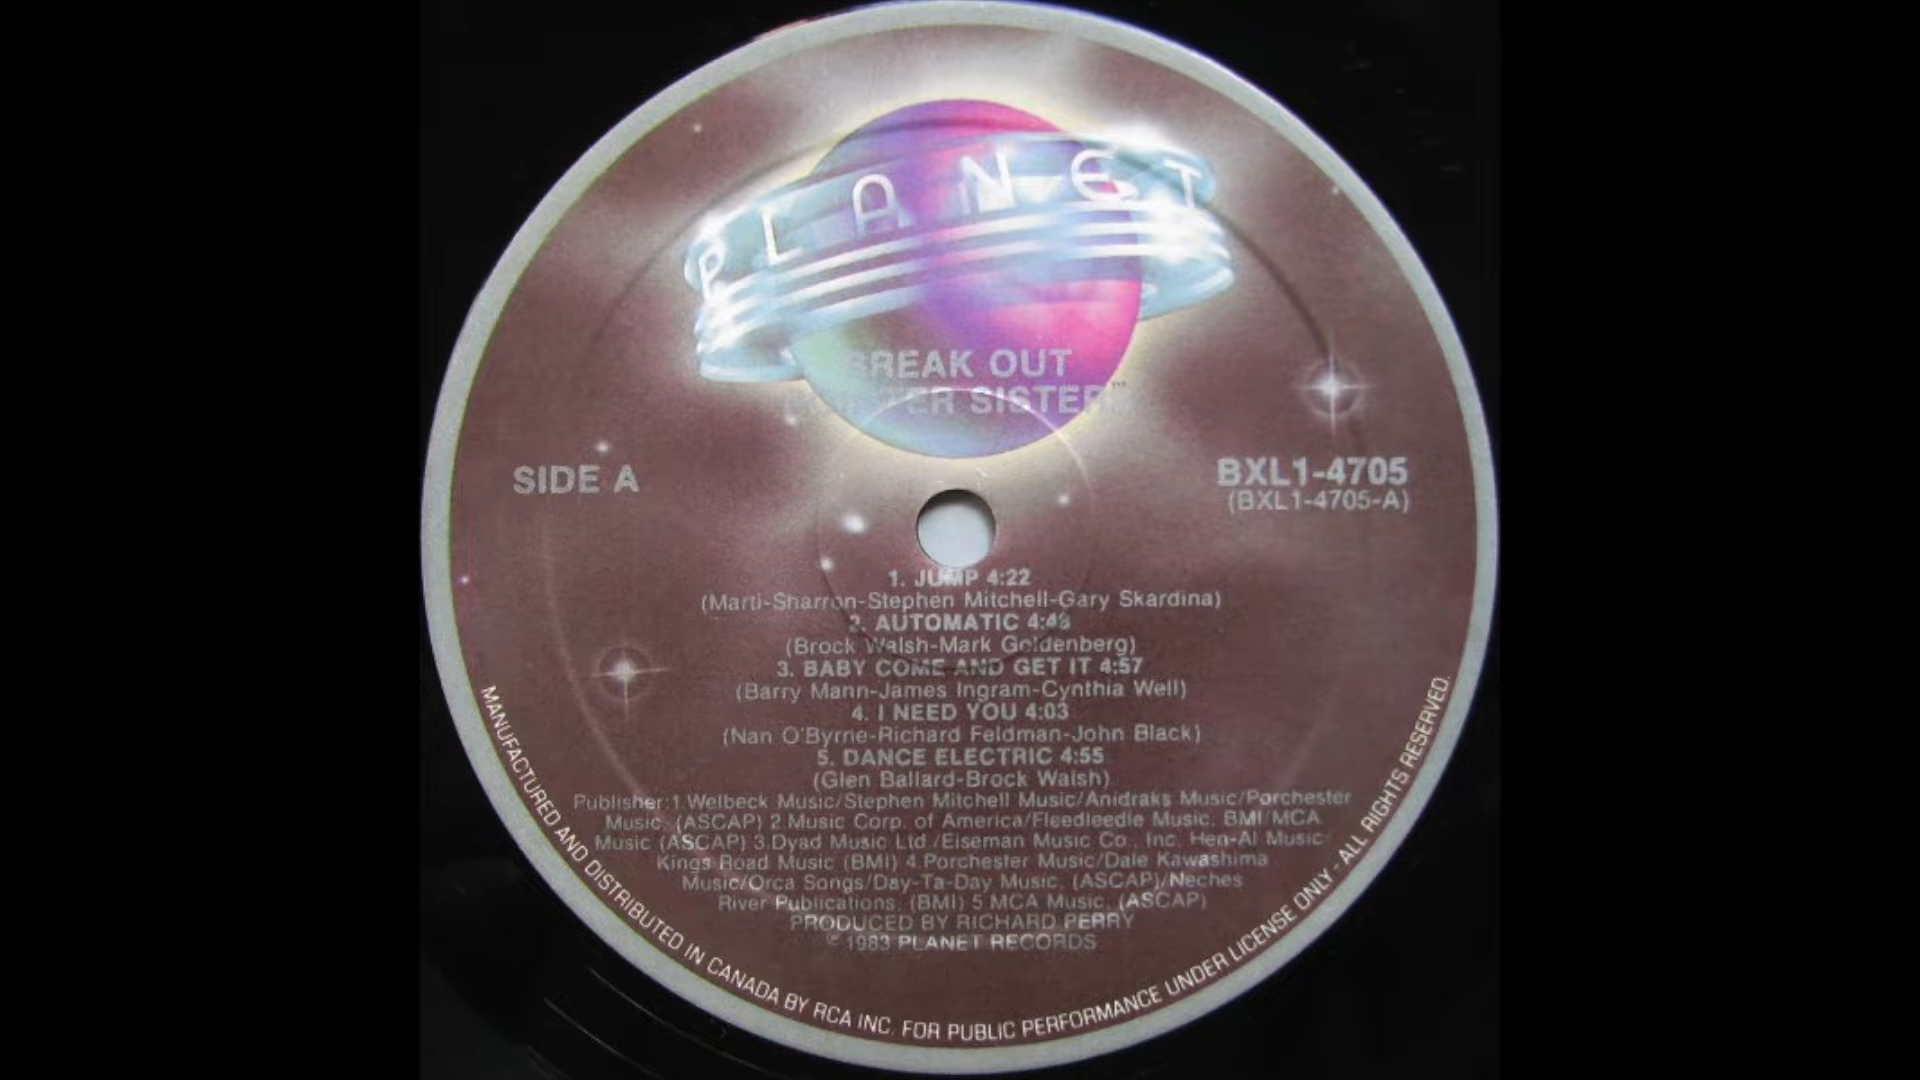 PLANET
BREAK OUT
SISTER
SIDE A
BXL1-4705
(BXL1-4705-A)
1. JUMP 4:22
(Marti-Sharron-Stephen Mitchell-Gary Skardina)
2. AUTOMATIC 4:48
(Brock Walsh-Mark Goldenberg)
3. BABY COME AND GET IT 4:57
(Barry Mann-James Ingram-Cynthia Well)
4. I NEED YOU 4:03
(Nan O'Byrne-Richard Feldman-John Black)
5. DANCE ELECTRIC 4:55
(Glen Ballard-Brock Walsh)
Publisher:1.Welbeck Music/Stephen Mitchell Music/Anidraks Music/Porchester
Music, (ASCAP) 2.Music Corp. of America/Fleedleedle Music, BMI/MCA
Music (ASCAP) 3.Dyad Music Ltd./Eiseman Music Co., Inc. Hen-Al Music
Kings Road Music (BMI) 4.Porchester Music/Dale Kawashima
Music/Orca Songs/Day-Ta-Day Music, (ASCAP)/Neches
River Publications, (BMI) 5.MCA Music, (ASCAP)
PRODUCED BY RICHARD PERRY
℗ 1983 PLANET RECORDS
MANUFACTURED AND DISTRIBUTED IN CANADA BY RCA INC. FOR PUBLIC PERFORMANCE UNDER LICENSE ONLY - ALL RIGHTS RESERVED.